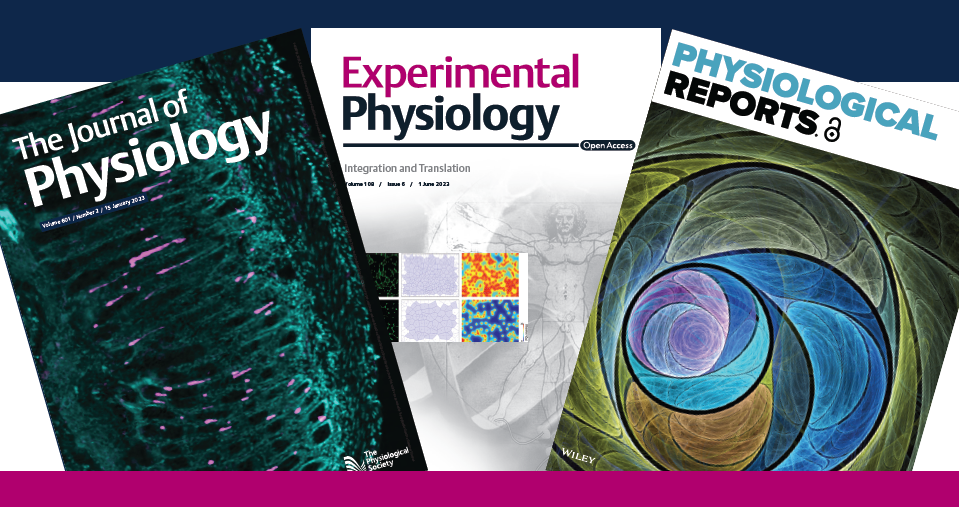 The Journal of
Physiology
Volume 601 / Number 2 / 15 January 2023
The
Physiological
Society
Experimental
Physiology
Open Access
Integration and Translation
Volume 108 / Issue 6 / 1 June 2023
PHYSIOLOGICAL
REPORTS.
WILEY